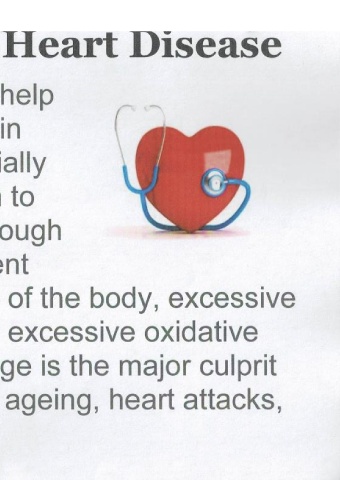 Heart Disease
help
in
ially
to
ough
ent
of the body, excessive
excessive oxidative
ge is the major culprit
ageing, heart attacks,